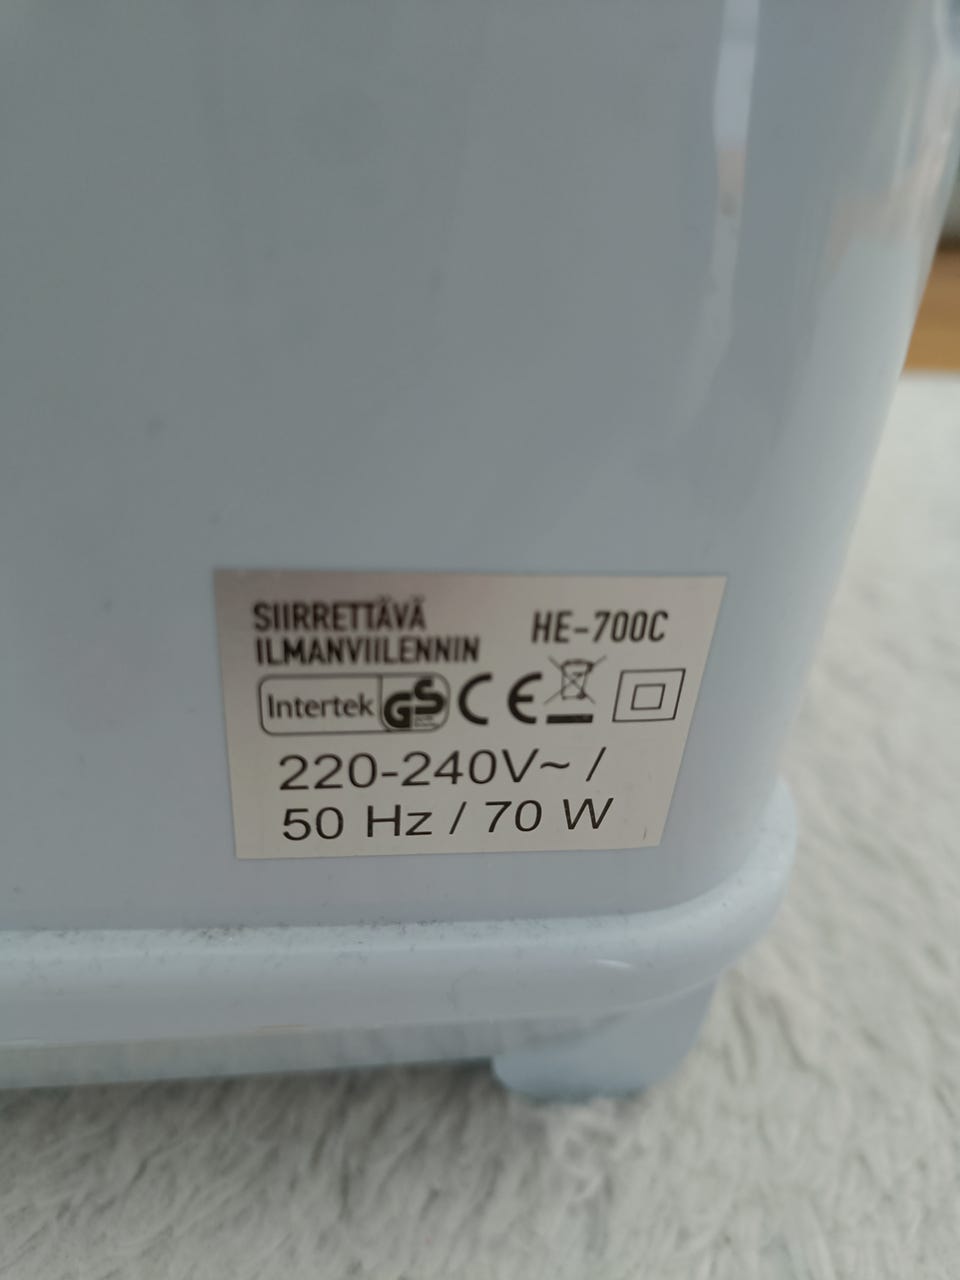 SIIRRETTÄVÄ
ILMANVIILENNIN
HE-700C
Intertek GS CE
220-240V~ /
50 Hz / 70 W